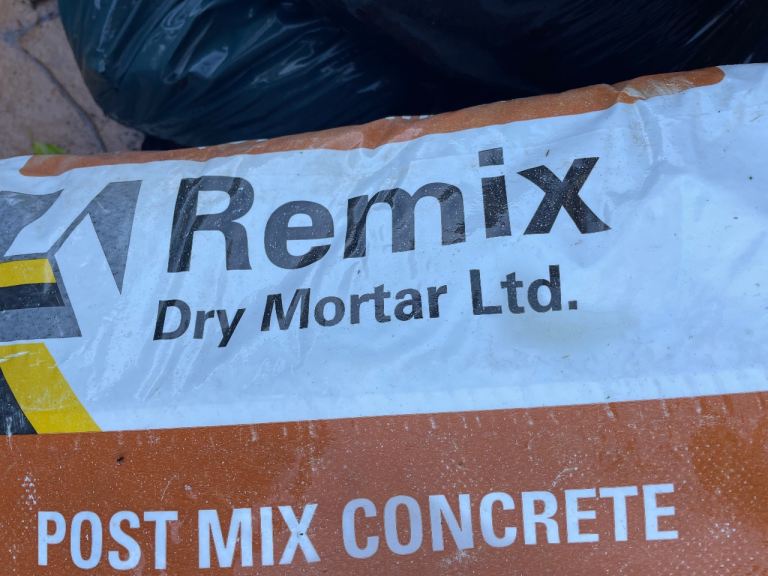 Remix
Dry Mortar Ltd.
POST MIX CONCRETE